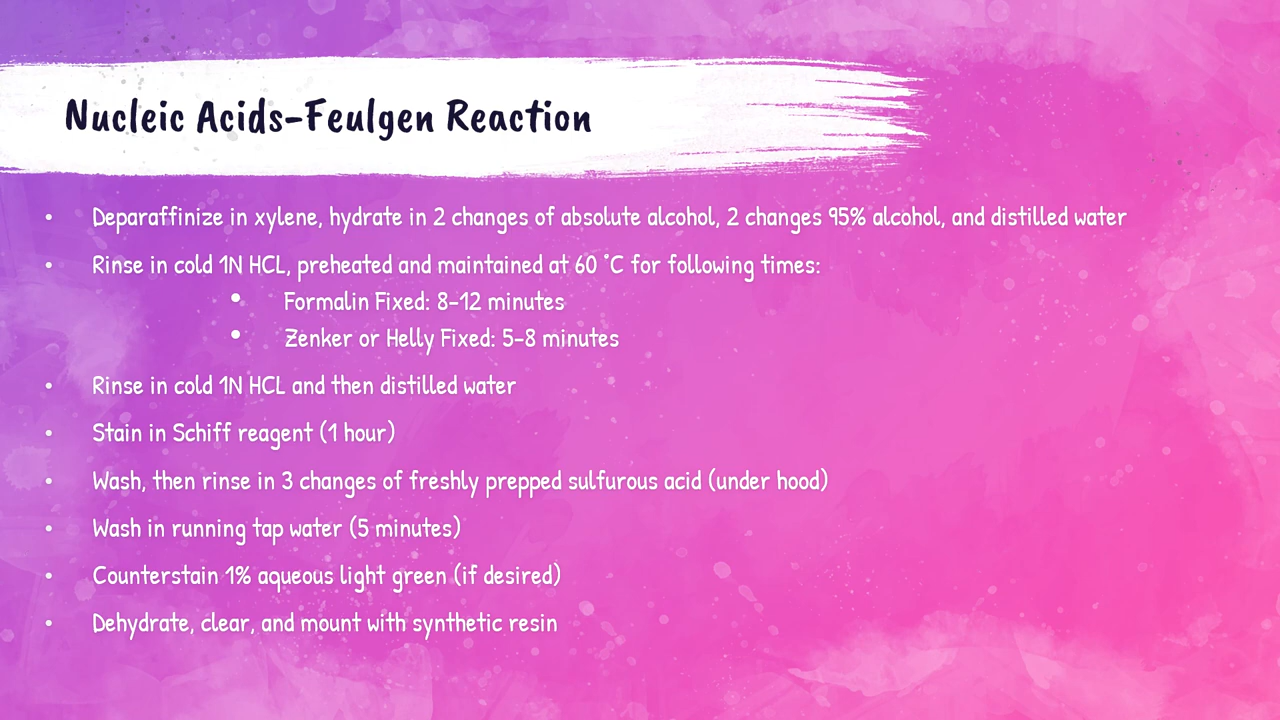 Nucleic Acids-Feulgen Reaction
• Deparaffinize in xylene, hydrate in 2 changes of absolute alcohol, 2 changes 95% alcohol, and distilled water
• Rinse in cold 1N HCL, preheated and maintained at 60 °C for following times:
• Formalin Fixed: 8-12 minutes
• Zenker or Helly Fixed: 5-8 minutes
• Rinse in cold 1N HCL and then distilled water
• Stain in Schiff reagent (1 hour)
• Wash, then rinse in 3 changes of freshly prepped sulfurous acid (under hood)
• Wash in running tap water (5 minutes)
• Counterstain 1% aqueous light green (if desired)
• Dehydrate, clear, and mount with synthetic resin